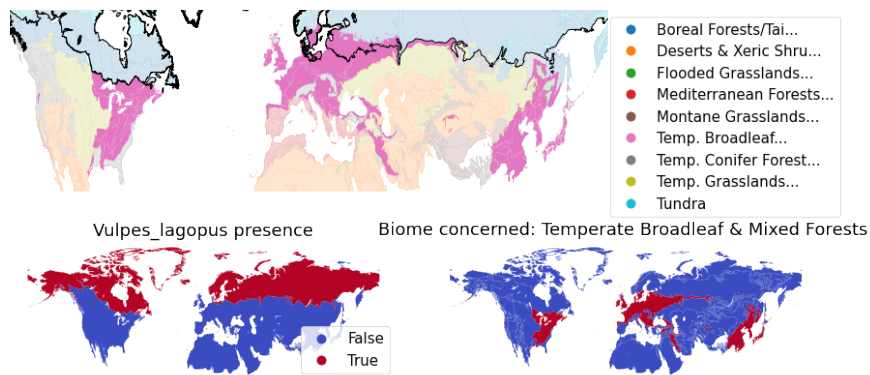 Boreal Forests/Tai...
Deserts & Xeric Shru...
Flooded Grasslands...
Mediterranean Forests...
Montane Grasslands...
Temp. Broadleaf...
Temp. Conifer Forest...
Temp. Grasslands...
Tundra
Vulpes_lagopus presence
Biome concerned: Temperate Broadleaf & Mixed Forests
False
True